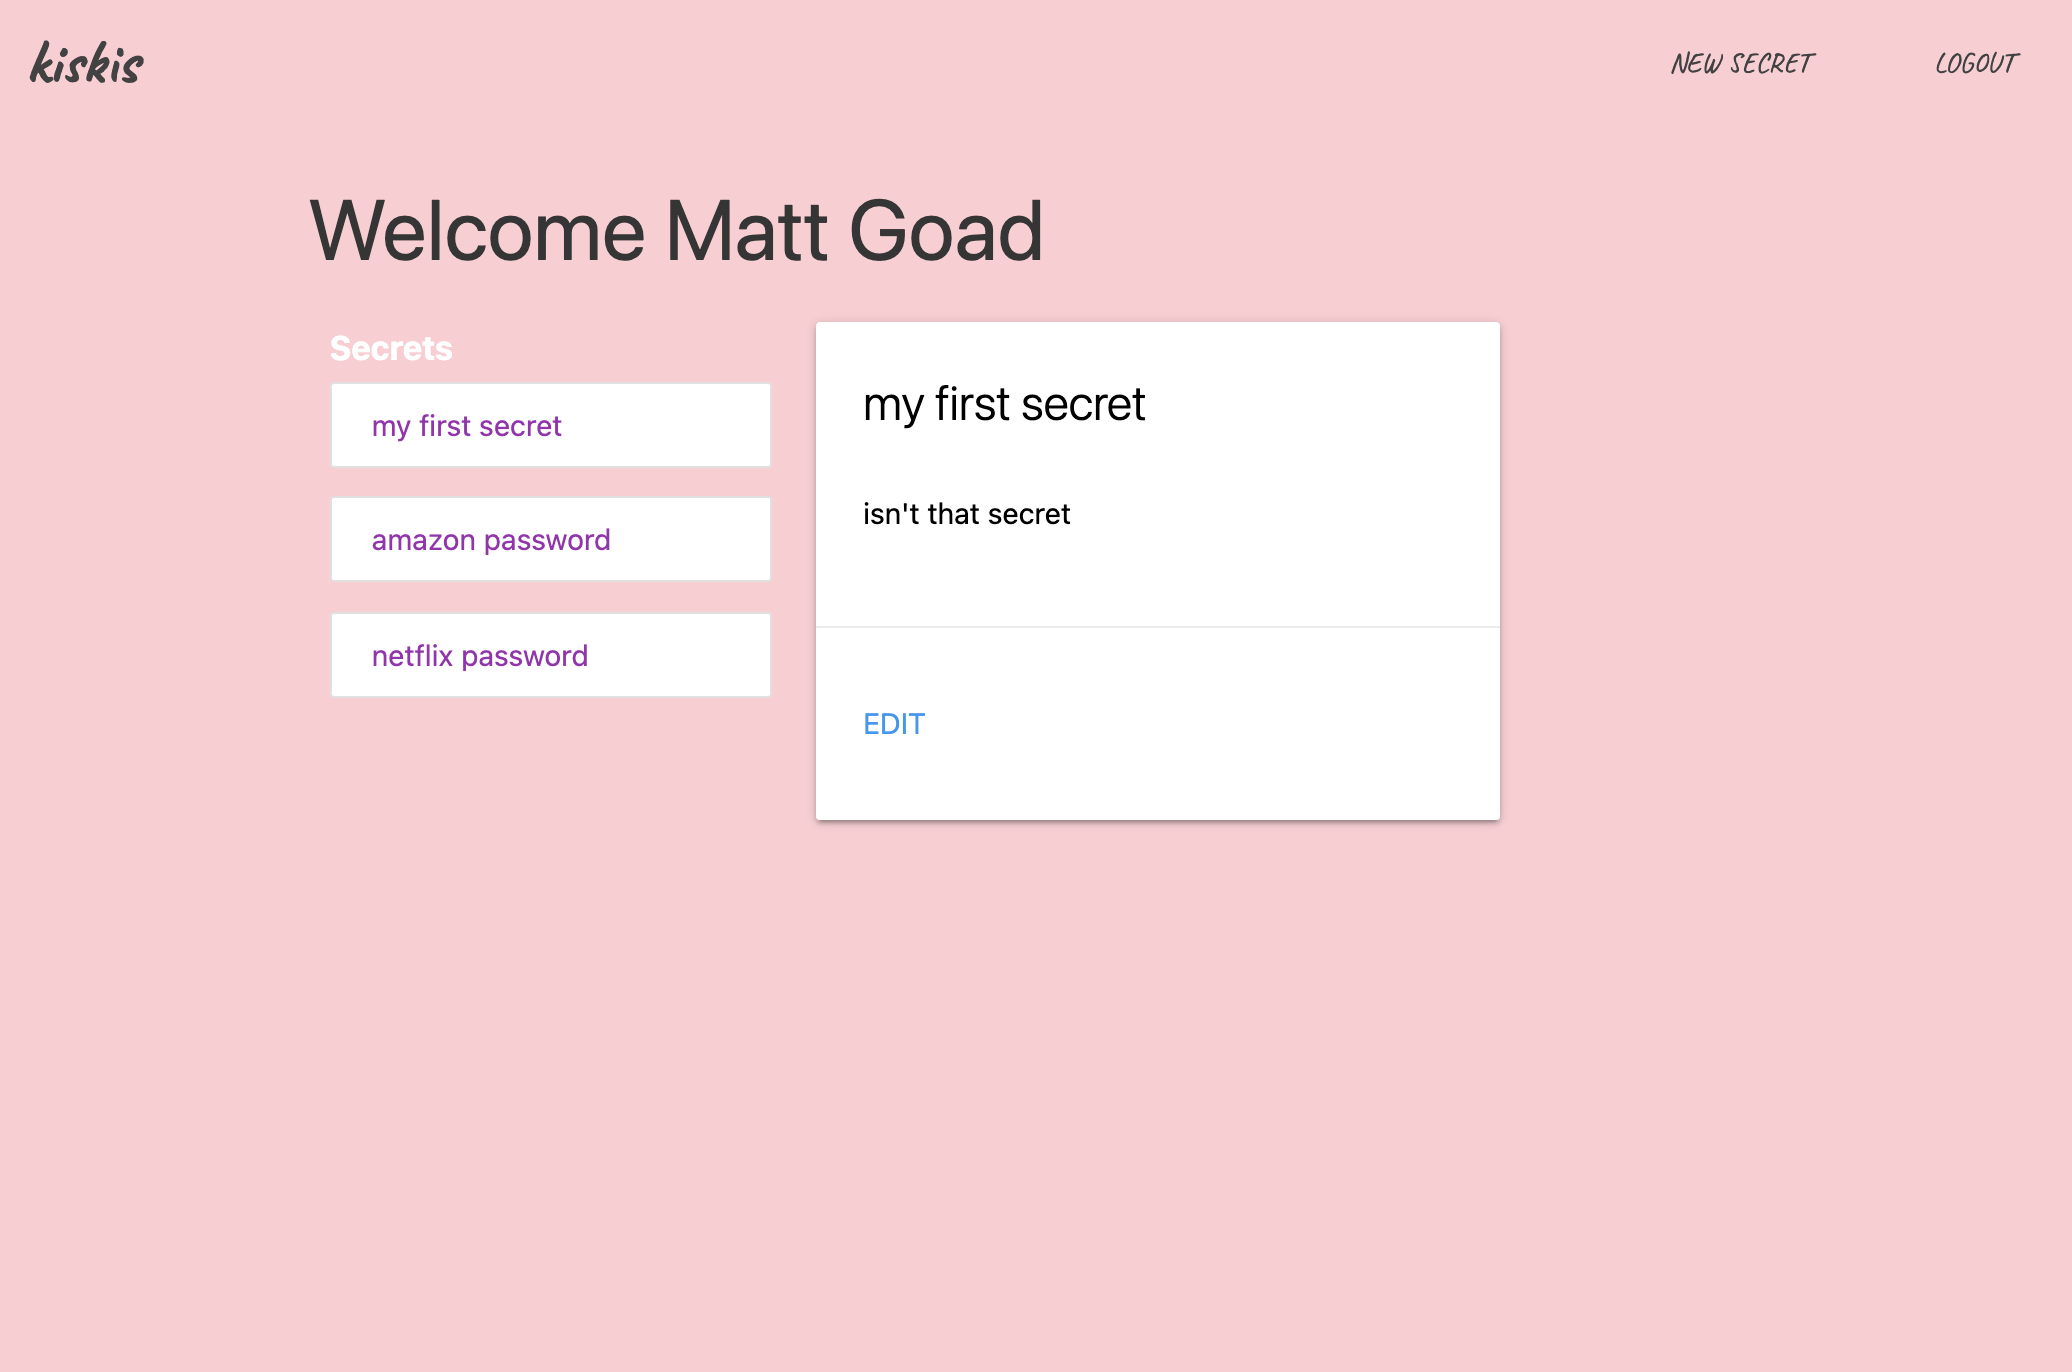 kiskis
NEW SECRET
LOGOUT
Welcome Matt Goad
Secrets
my first secret
amazon password
netflix password
my first secret
isn't that secret
EDIT